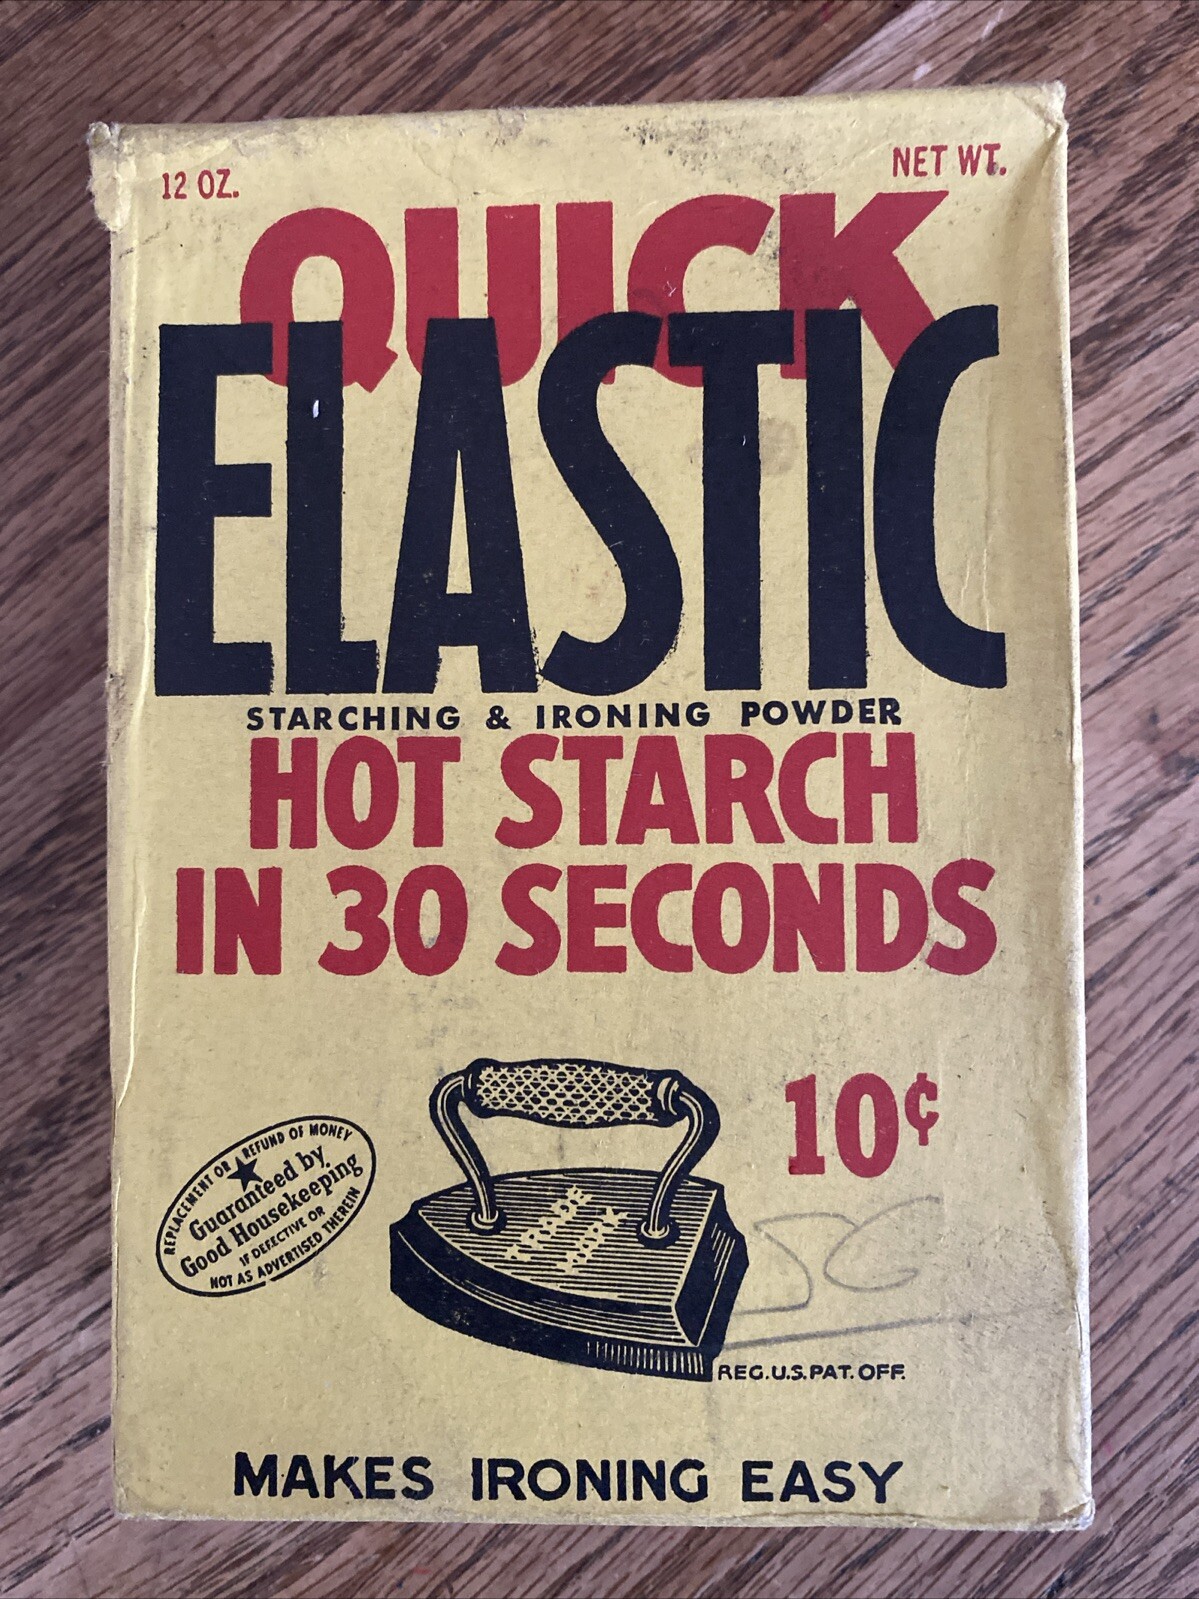 12 OZ.
NET WT.
QUICK
ELASTIC
STARCHING & IRONING POWDER
HOT STARCH
IN 30 SECONDS
10¢
REPLACEMENT OR REFUND OF MONEY
Guaranteed by
Good Housekeeping
IF DEFECTIVE OR
NOT AS ADVERTISED THEREIN
REG. U.S. PAT. OFF.
MAKES IRONING EASY